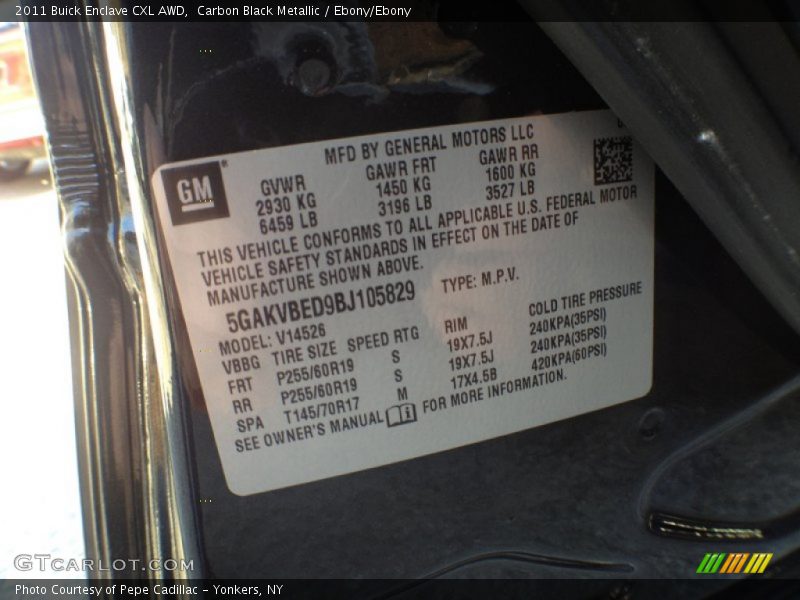 2011 Buick Enclave CXL AWD,  Carbon Black Metallic / Ebony/Ebony
GM
MFD BY GENERAL MOTORS LLC
GVWR GAWR FRT GAWR RR
2930 KG 1450 KG 1600 KG
6459 LB 3196 LB 3527 LB
THIS VEHICLE CONFORMS TO ALL APPLICABLE U.S. FEDERAL MOTOR
VEHICLE SAFETY STANDARDS IN EFFECT ON THE DATE OF
MANUFACTURE SHOWN ABOVE.
5GAKVBED9BJ105829 TYPE: M.P.V.
MODEL: V14526
VBBG TIRE SIZE SPEED RTG RIM COLD TIRE PRESSURE
FRT P255/60R19 S 19X7.5J 240KPA(35PSI)
RR P255/60R19 S 19X7.5J 240KPA(35PSI)
SPA T145/70R17 M 17X4.5B 420KPA(60PSI)
SEE OWNER'S MANUAL FOR MORE INFORMATION.
GTCARLOT.COM
Photo Courtesy of Pepe Cadillac – Yonkers, NY